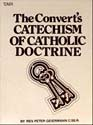 The Convert's
CATECHISM
OF CATHOLIC
DOCTRINE
BY REV. PETER GEIERMANN C.SS.R.